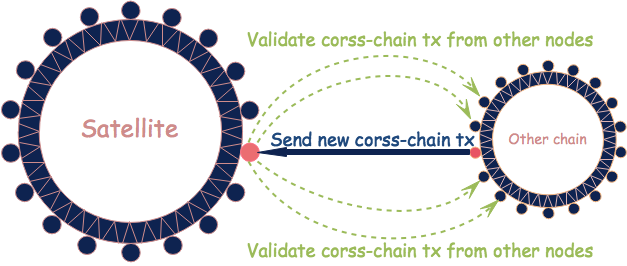 Validate corss-chain tx from other nodes
Satellite
Send new corss-chain tx
Other chain
Validate corss-chain tx from other nodes